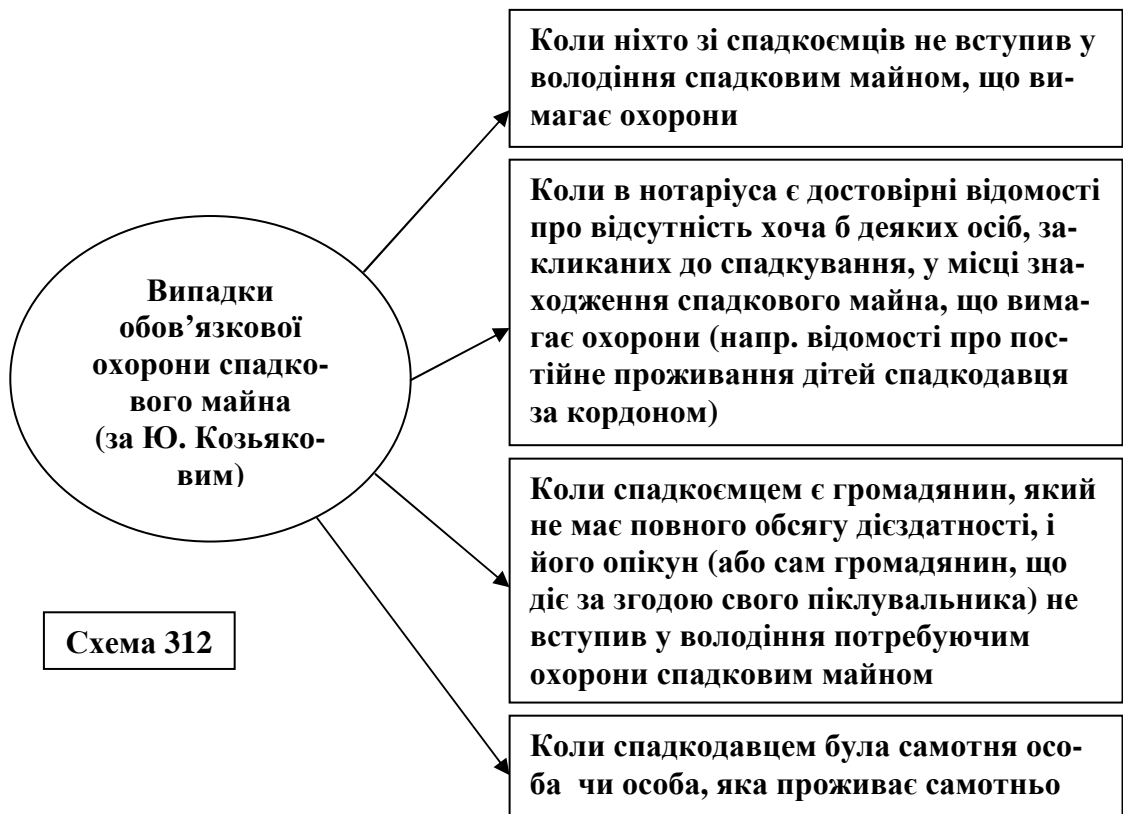 Коли ніхто зі спадкоємців не вступив у
володіння спадковим майном, що ви-
магає охорони
Коли в нотаріуса є достовірні відомості
про відсутність хоча б деяких осіб, за-
кликаних до спадкування, у місці зна-
ходження спадкового майна, що вима-
гає охорони (напр. відомості про пос-
тійне проживання дітей спадкодавця
за кордоном)
Випадки
обов’язкової
охорони спадко-
вого майна
(за Ю. Козьяко-
вим)
Коли спадкоємцем є громадянин, який
не має повного обсягу дієздатності, і
його опікун (або сам громадянин, що
діє за згодою свого піклувальника) не
вступив у володіння потребуючим
охорони спадковим майном
Схема 312
Коли спадкодавцем була самотня осо-
ба чи особа, яка проживає самотньо